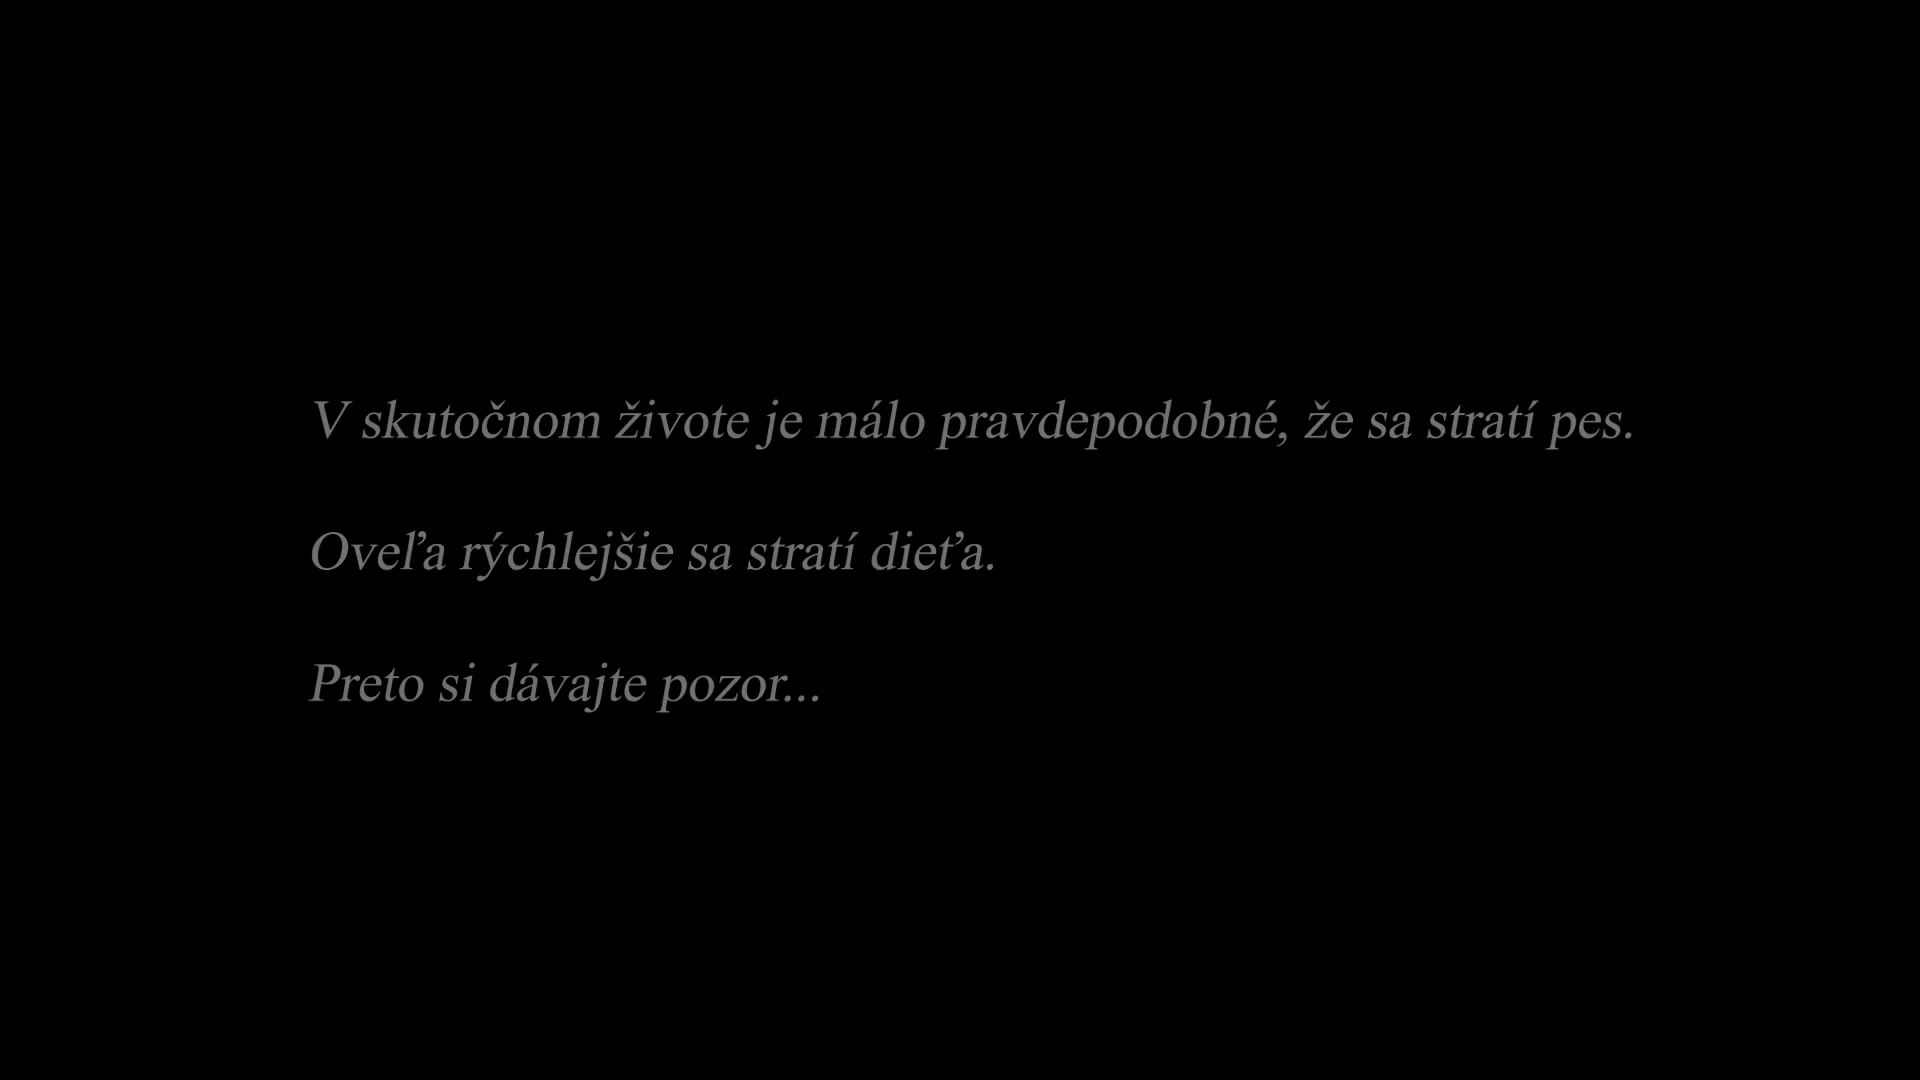 V skutočnom živote je málo pravdepodobné, že sa stratí pes.
Oveľa rýchlejšie sa stratí dieťa.
Preto si dávajte pozor...